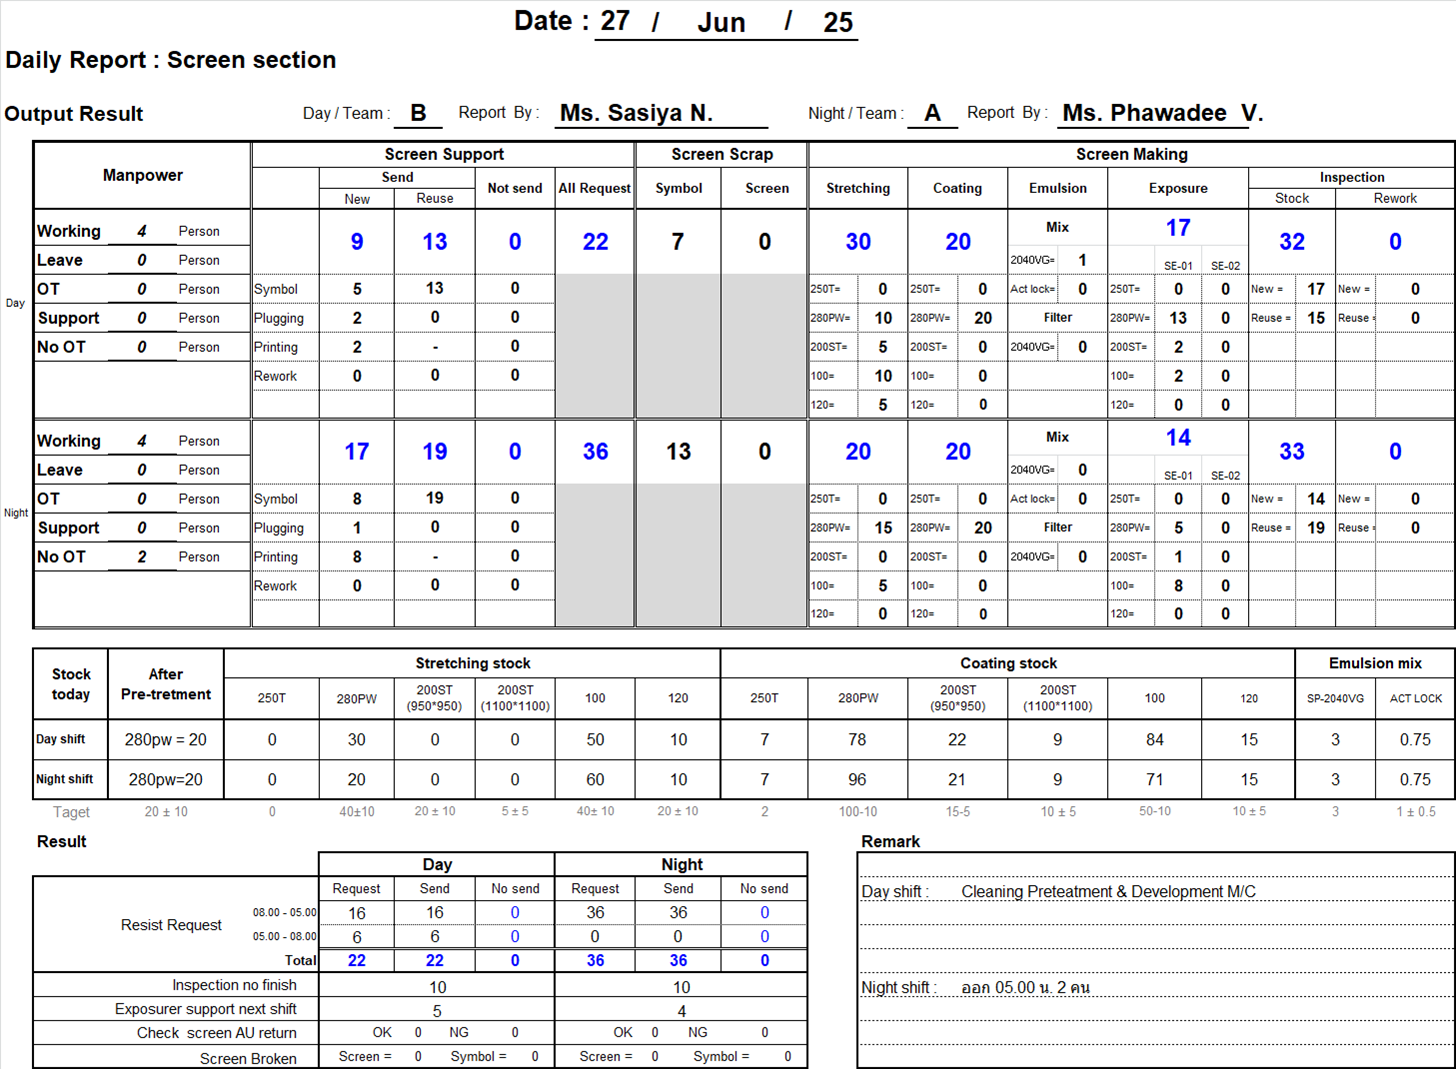 Date : 27 / Jun / 25
Daily Report : Screen section
Output Result Day / Team : B Report By : Ms. Sasiya N. Night / Team : A Report By : Ms. Phawadee V.
Manpower Screen Support Screen Scrap Screen Making
Send Not send All Request Symbol Screen Stretching Coating Emulsion Exposure Inspection
New Reuse Stock Rework
Day
Working 4 Person 9 13 0 22 7 0 30 20 Mix 17 32 0
Leave 0 Person 2040VG= 1 SE-01 SE-02
OT 0 Person Symbol 5 13 0 250T= 0 250T= 0 Act lock= 0 250T= 0 0 New = 17 New = 0
Support 0 Person Plugging 2 0 0 280PW= 10 280PW= 20 Filter 280PW= 13 0 Reuse = 15 Reuse = 0
No OT 0 Person Printing 2 - 0 200ST= 5 200ST= 0 2040VG= 0 200ST= 2 0
Rework 0 0 0 100= 10 100= 0 100= 2 0
120= 5 120= 0 120= 0 0
Night
Working 4 Person 17 19 0 36 13 0 20 20 Mix 14 33 0
Leave 0 Person 2040VG= 0 SE-01 SE-02
OT 0 Person Symbol 8 19 0 250T= 0 250T= 0 Act lock= 0 250T= 0 0 New = 14 New = 0
Support 0 Person Plugging 1 0 0 280PW= 15 280PW= 20 Filter 280PW= 5 0 Reuse = 19 Reuse = 0
No OT 2 Person Printing 8 - 0 200ST= 0 200ST= 0 2040VG= 0 200ST= 1 0
Rework 0 0 0 100= 5 100= 0 100= 8 0
120= 0 120= 0 120= 0 0
Stock today After Pre-tretment Stretching stock Coating stock Emulsion mix
250T 280PW 200ST (950*950) 200ST (1100*1100) 100 120 250T 280PW 200ST (950*950) 200ST (1100*1100) 100 120 SP-2040VG ACT LOCK
Day shift 280pw = 20 0 30 0 0 50 10 7 78 22 9 84 15 3 0.75
Night shift 280pw=20 0 20 0 0 60 10 7 96 21 9 71 15 3 0.75
Taget 20 ± 10 0 40±10 20 ± 10 5 ± 5 40± 10 20 ± 10 2 100-10 15-5 10 ± 5 50-10 10 ± 5 3 1 ± 0.5
Result
Day Night
Request Send No send Request Send No send
Resist Request
08.00 - 05.00 16 16 0 36 36 0
05.00 - 08.00 6 6 0 0 0 0
Total 22 22 0 36 36 0
Inspection no finish 10 10
Exposurer support next shift 5 4
Check screen AU return OK 0 NG 0 OK 0 NG 0
Screen Broken Screen = 0 Symbol = 0 Screen = 0 Symbol = 0
Remark
Day shift : Cleaning Preteatment & Development M/C
Night shift : ออก 05.00 น. 2 คน